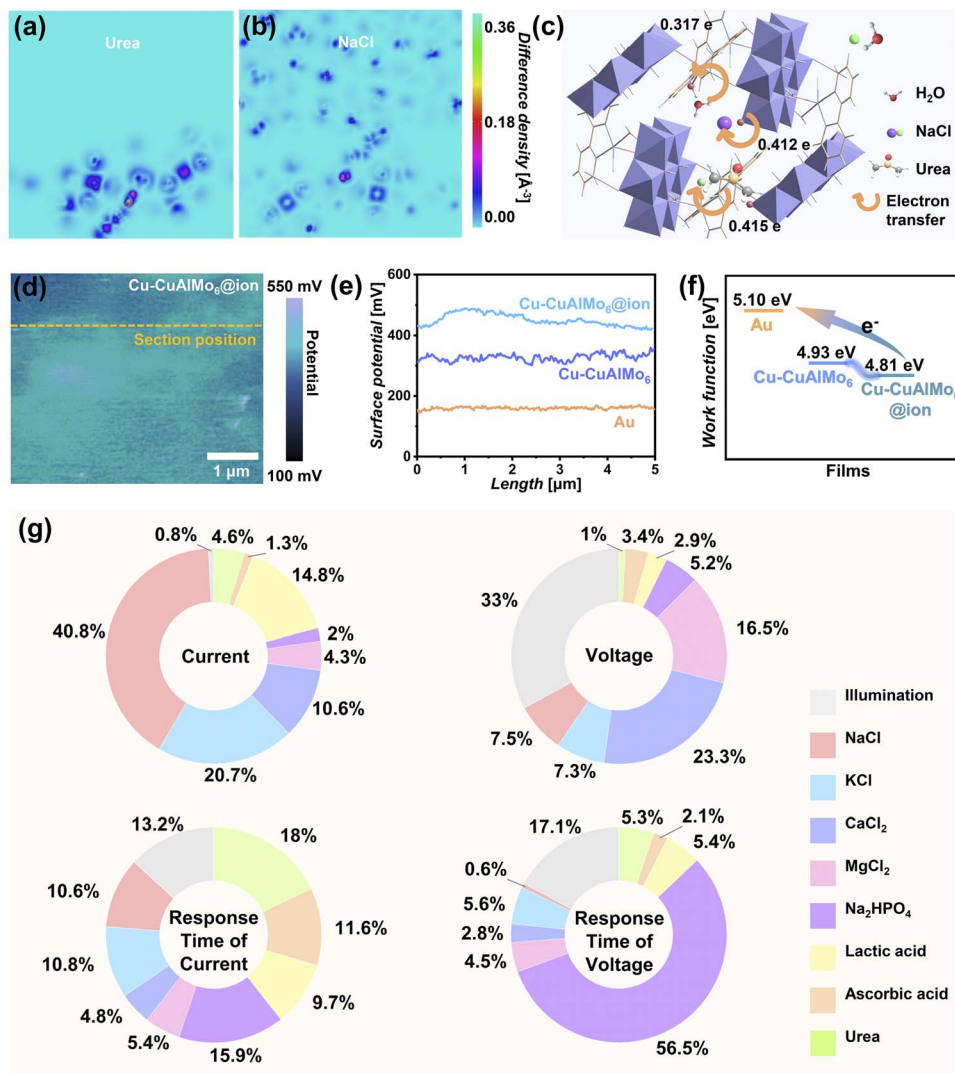 (a)
Urea
(b)
NaCl
0.36
0.18
0.00
Difference density [Å⁻³]
(c)
0.317 e
0.412 e
0.415 e
H₂O
NaCl
Urea
Electron
transfer
(d)
Cu-CuAlMo₆@ion
Section position
1 μm
550 mV
Potential
100 mV
(e)
Surface potential [mV]
600
400
200
0
Cu-CuAlMo₆@ion
Cu-CuAlMo₆
Au
0 1 2 3 4 5
Length [μm]
(f)
Work function [eV]
5.10 eV
Au
e⁻
4.93 eV
Cu-CuAlMo₆
4.81 eV
Cu-CuAlMo₆
@ion
Films
(g)
0.8%
4.6%
1.3%
14.8%
2%
4.3%
10.6%
20.7%
40.8%
Current
1%
3.4%
2.9%
5.2%
16.5%
23.3%
7.3%
7.5%
33%
Voltage
13.2%
18%
11.6%
9.7%
15.9%
5.4%
4.8%
10.8%
10.6%
Response
Time of
Current
17.1%
5.3%
2.1%
5.4%
56.5%
4.5%
2.8%
5.6%
0.6%
Response
Time of
Voltage
Illumination
NaCl
KCl
CaCl₂
MgCl₂
Na₂HPO₄
Lactic acid
Ascorbic acid
Urea